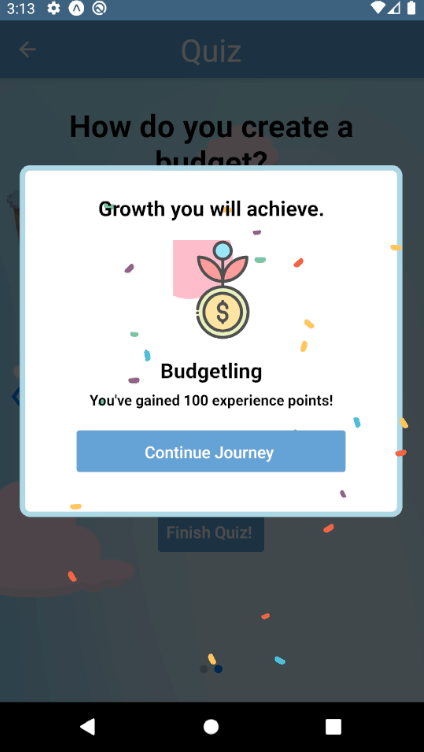 3:13
Quiz
How do you create a
budget?
Growth you will achieve.
$
Budgetling
You've gained 100 experience points!
Continue Journey
Finish Quiz!